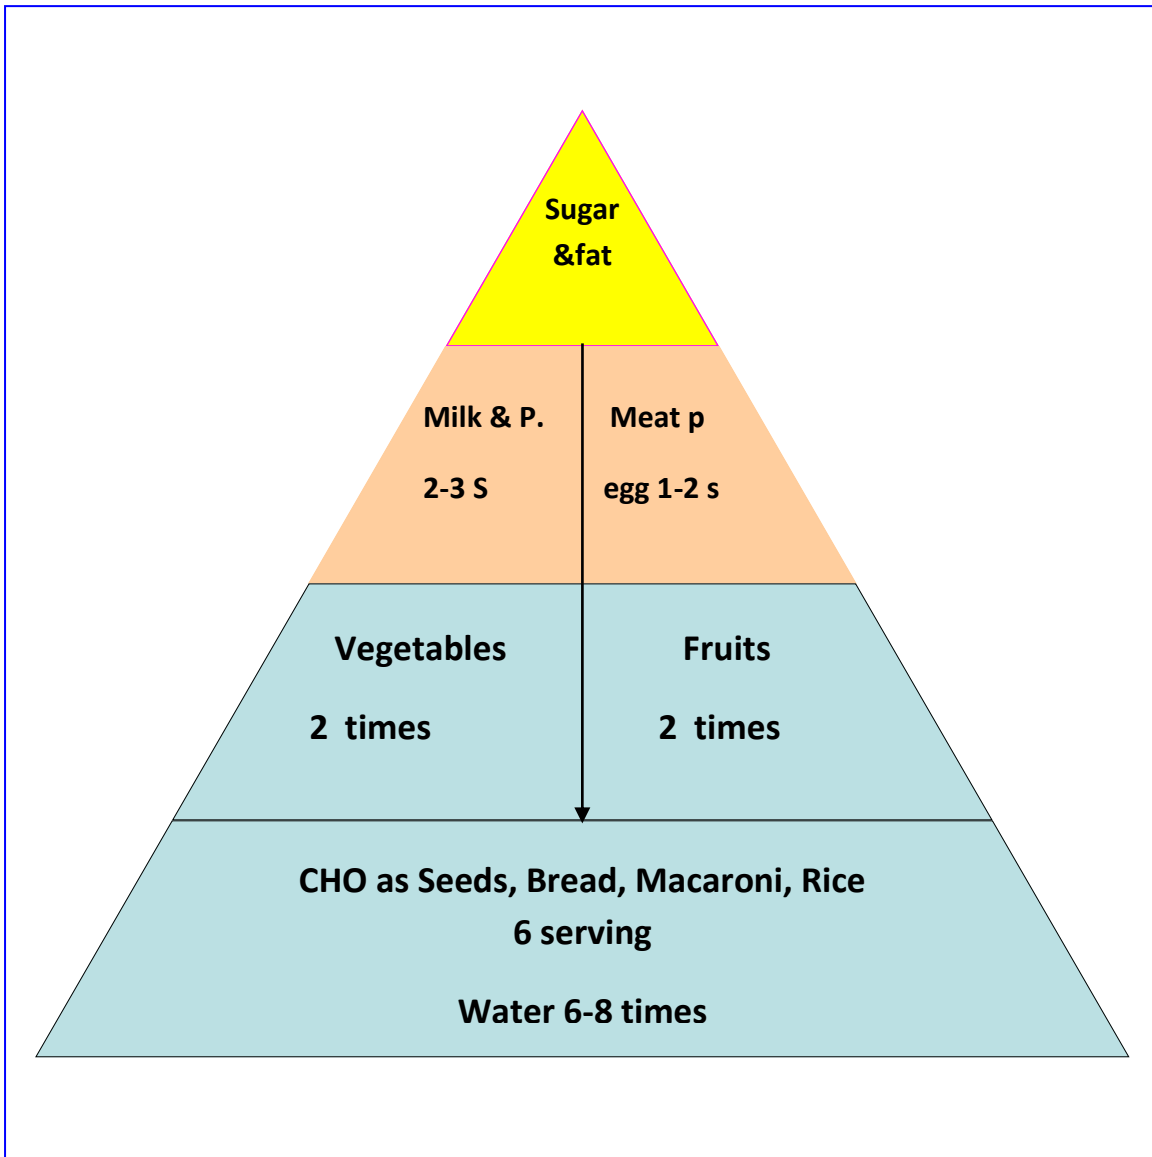 Sugar
&fat
Milk & P.
2-3 S
Meat p
egg 1-2 s
Vegetables
2 times
Fruits
2 times
CHO as Seeds, Bread, Macaroni, Rice
6 serving
Water 6-8 times